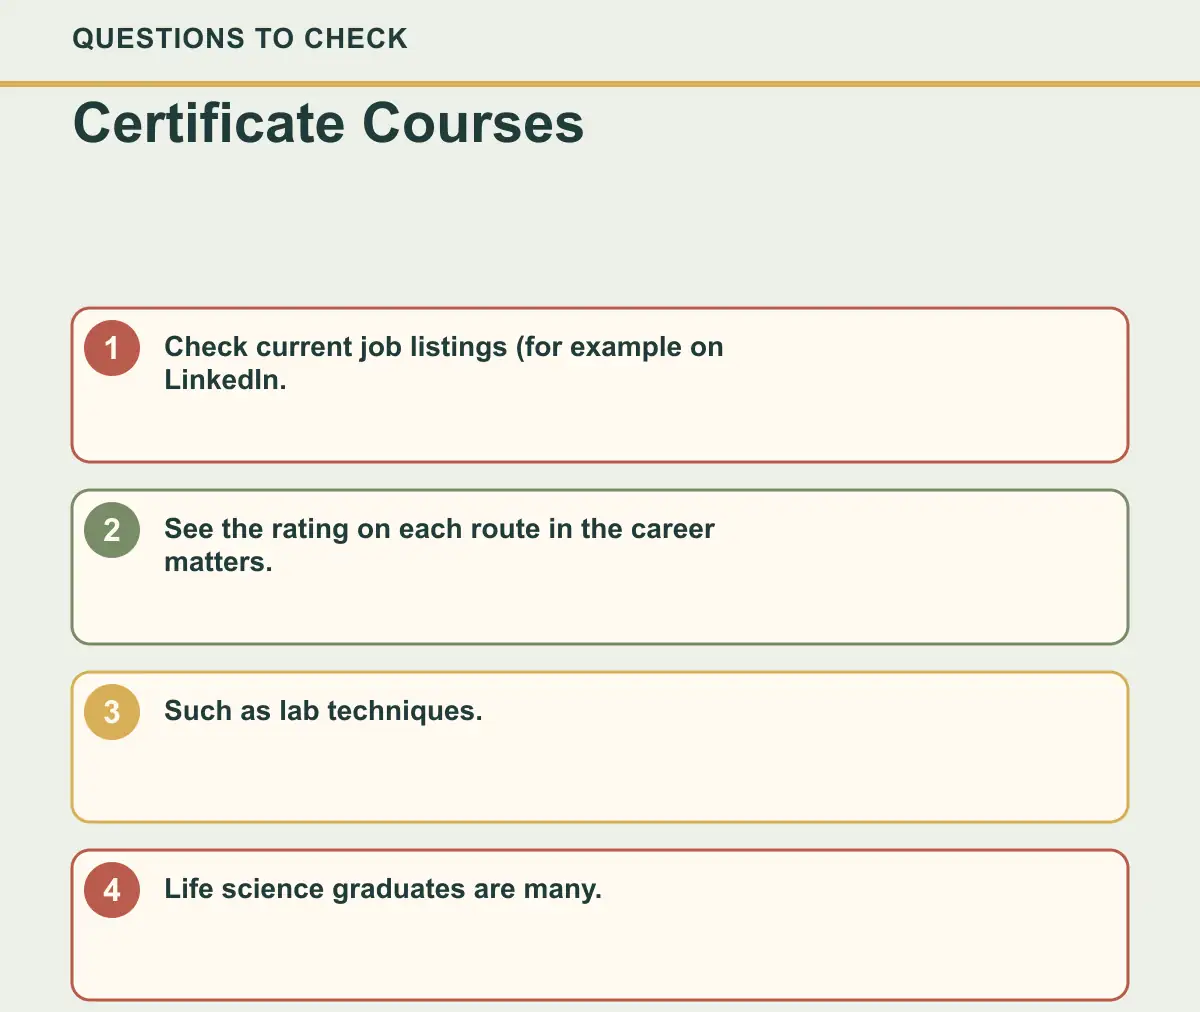 QUESTIONS TO CHECK
Certificate Courses
1
Check current job listings (for example on
LinkedIn.
2
See the rating on each route in the career
matters.
3
Such as lab techniques.
4
Life science graduates are many.